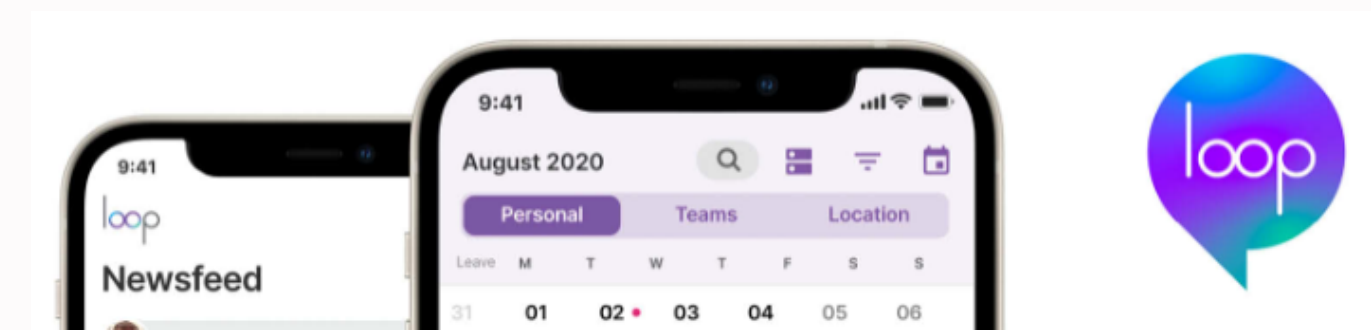 9:41
loop
Newsfeed
9:41
August 2020
Personal Teams Location
Leave M T W T F S S
31 01 02 03 04 05 06
loop